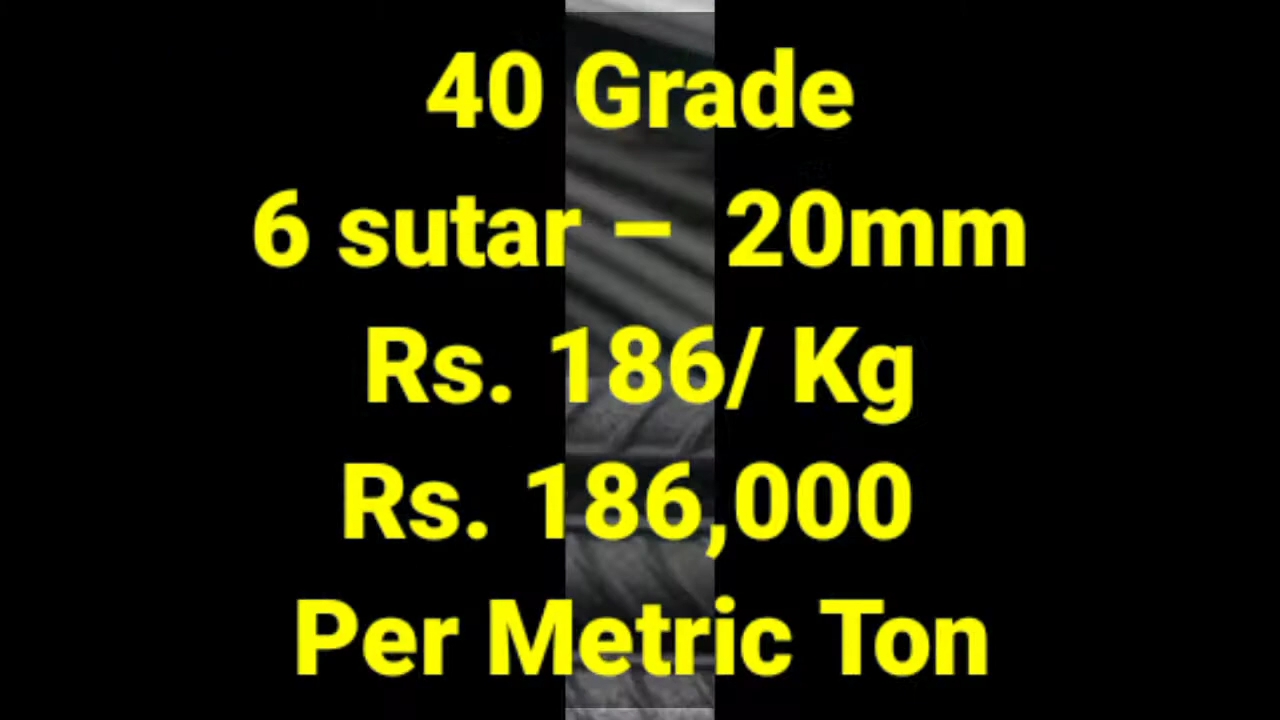 40 Grade
6 sutar – 20mm
Rs. 186/ Kg
Rs. 186,000
Per Metric Ton